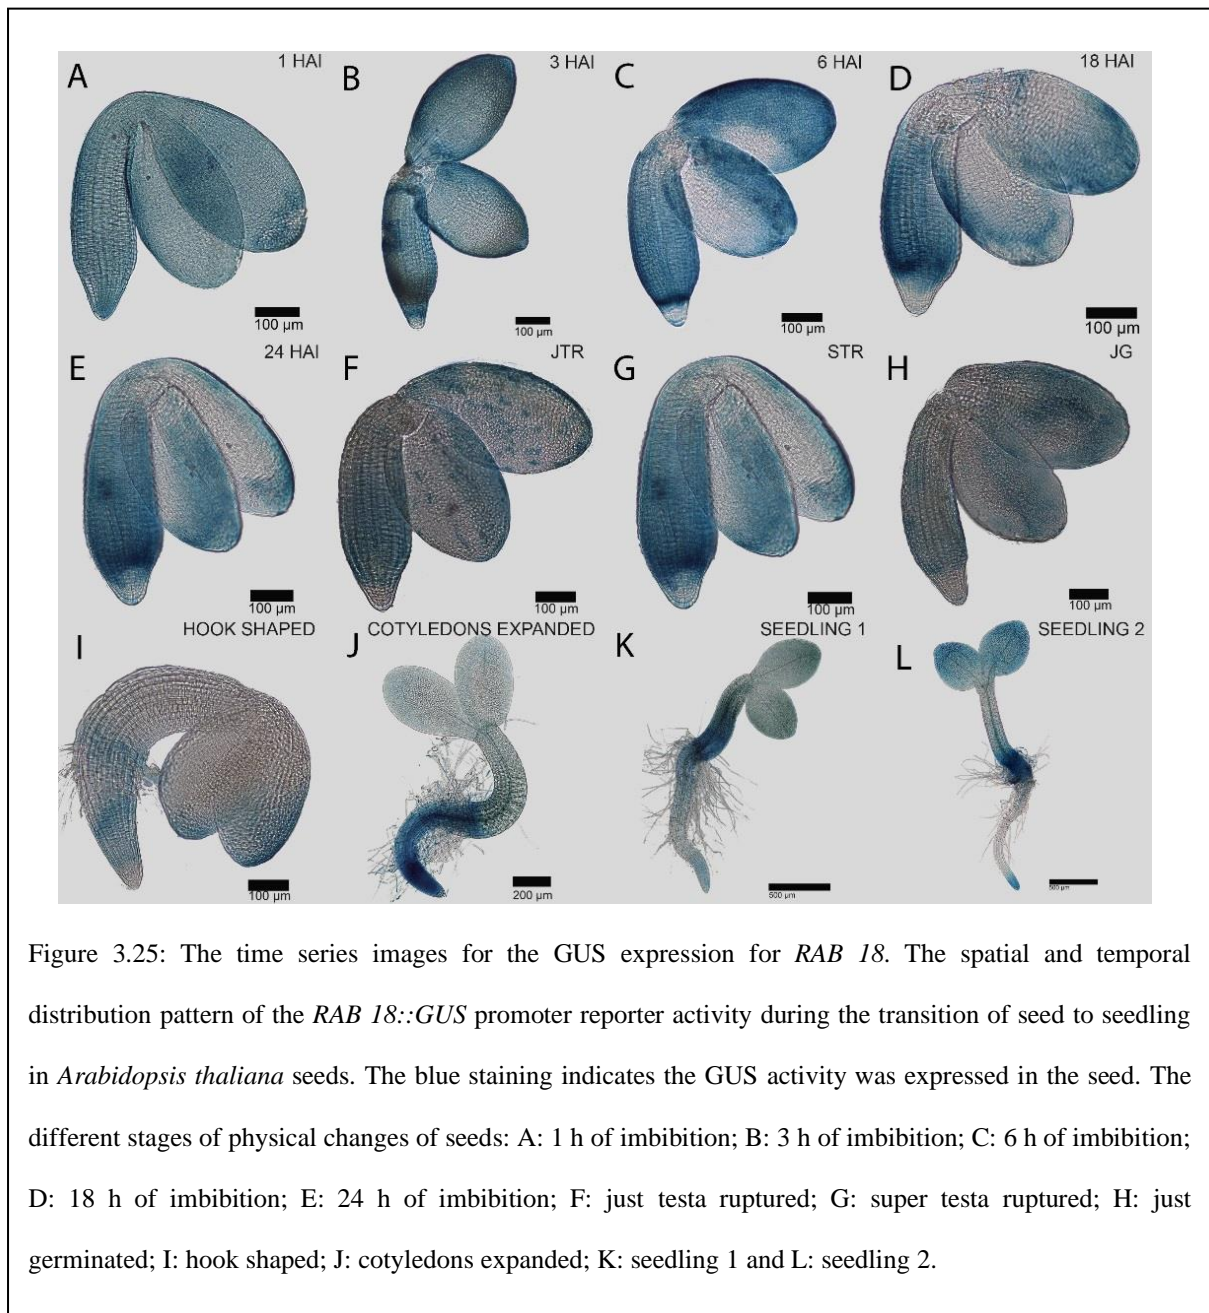 A 1 HAI B 3 HAI C 6 HAI D 18 HAI
100 µm 100 µm 100 µm 100 µm
E 24 HAI F JTR G STR H JG
100 µm 100 µm 100 µm 100 µm
I HOOK SHAPED J COTYLEDONS EXPANDED K SEEDLING 1 L SEEDLING 2
100 µm 200 µm 500 µm 500 µm
Figure 3.25: The time series images for the GUS expression for RAB 18. The spatial and temporal
distribution pattern of the RAB 18::GUS promoter reporter activity during the transition of seed to seedling
in Arabidopsis thaliana seeds. The blue staining indicates the GUS activity was expressed in the seed. The
different stages of physical changes of seeds: A: 1 h of imbibition; B: 3 h of imbibition; C: 6 h of imbibition;
D: 18 h of imbibition; E: 24 h of imbibition; F: just testa ruptured; G: super testa ruptured; H: just
germinated; I: hook shaped; J: cotyledons expanded; K: seedling 1 and L: seedling 2.